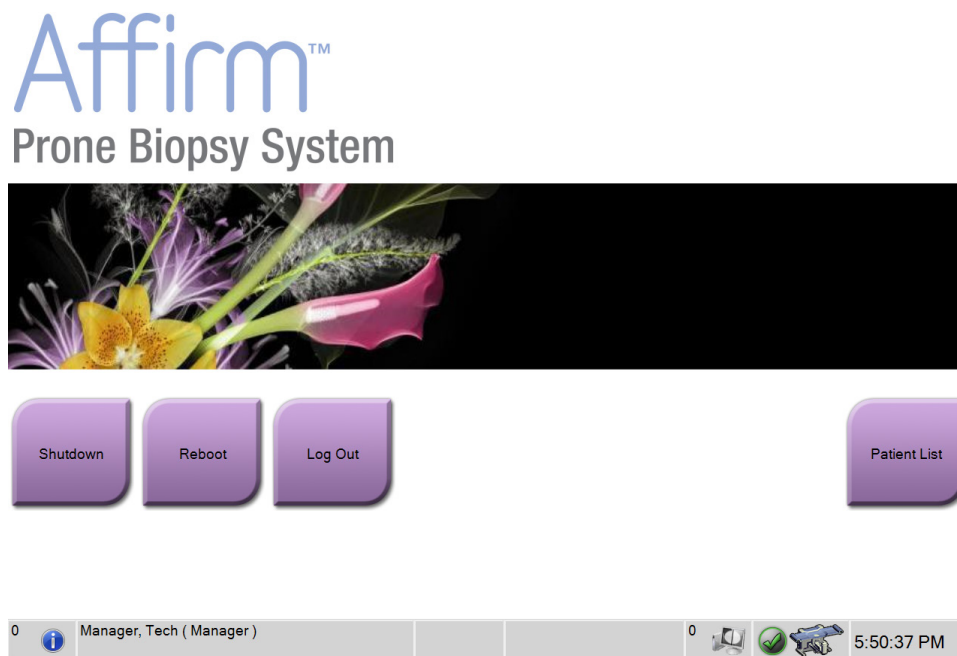 Affirm™
Prone Biopsy System
Shutdown
Reboot
Log Out
Patient List
0
Manager, Tech ( Manager )
0
5:50:37 PM